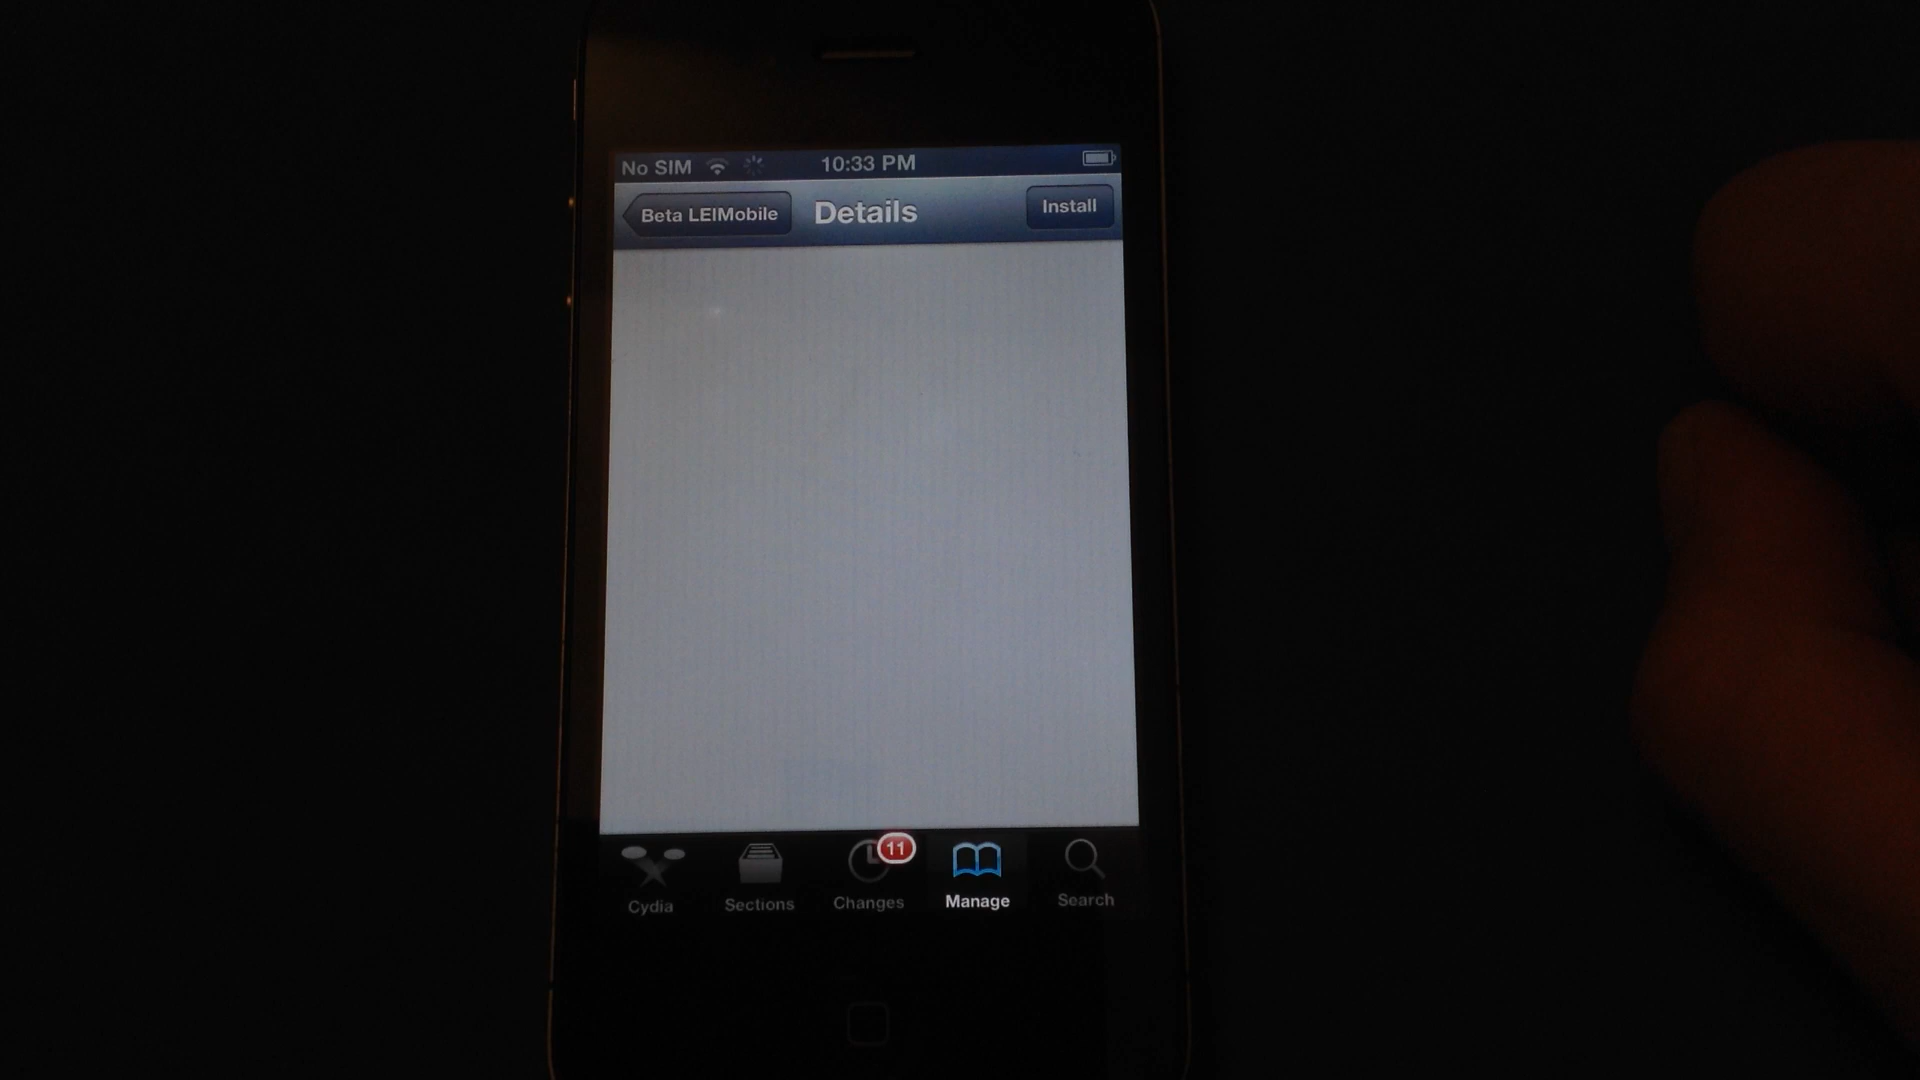 No SIM 10:33 PM
Beta LEIMobile Details Install
11
Cydia Sections Changes Manage Search